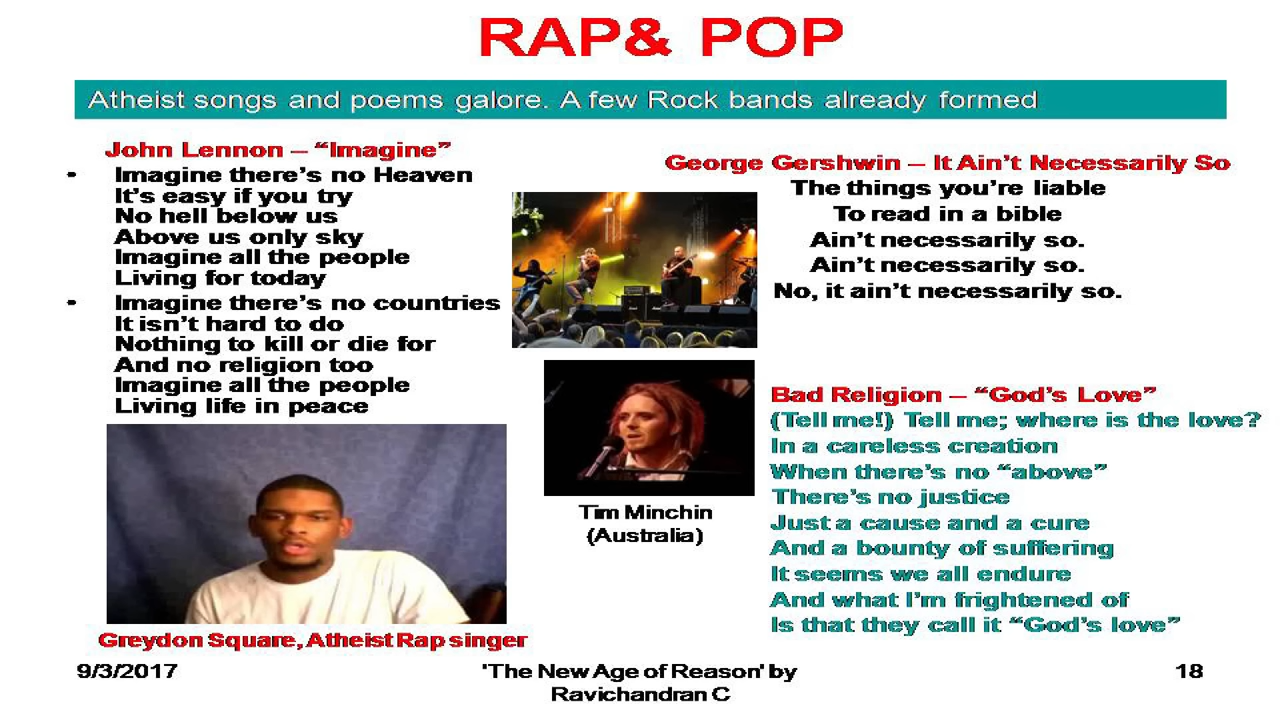 RAP& POP
Atheist songs and poems galore. A few Rock bands already formed
John Lennon – “Imagine”
• Imagine there’s no Heaven
It’s easy if you try
No hell below us
Above us only sky
Imagine all the people
Living for today
• Imagine there’s no countries
It isn’t hard to do
Nothing to kill or die for
And no religion too
Imagine all the people
Living life in peace
Greydon Square, Atheist Rap singer
Tim Minchin
(Australia)
George Gershwin – It Ain’t Necessarily So
The things you’re liable
To read in a bible
Ain’t necessarily so.
Ain’t necessarily so.
No, it ain’t necessarily so.
Bad Religion – “God’s Love”
(Tell me!) Tell me; where is the love?
In a careless creation
When there’s no “above”
There’s no justice
Just a cause and a cure
And a bounty of suffering
It seems we all endure
And what I’m frightened of
Is that they call it “God’s love”
9/3/2017
'The New Age of Reason' by
Ravichandran C
18